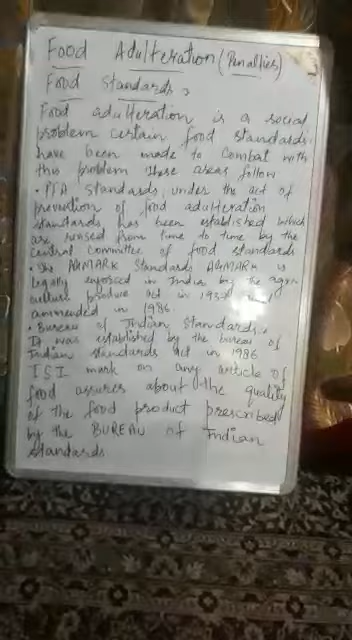 Food Adulteration (Penalties)
Food Standards :
Food adulteration is a social
problem certain food standards
have been made to combat with
this problem these areas follow
• PFA Standards, under the act of
prevention of food adulteration
standards has been established which
are revised from time to time by the
central committee of food standards
• The AGMARK Standards AGMARK is
legally enforced in India by the agri
culture produce act in 1937 and
ammended in 1986.
• Bureau of Indian Standards.
It was established by the bureau of
Indian standards act in 1986
ISI mark on any article of
food assures about the quality
of the food product prescribed
by the BUREAU of Indian
Standards